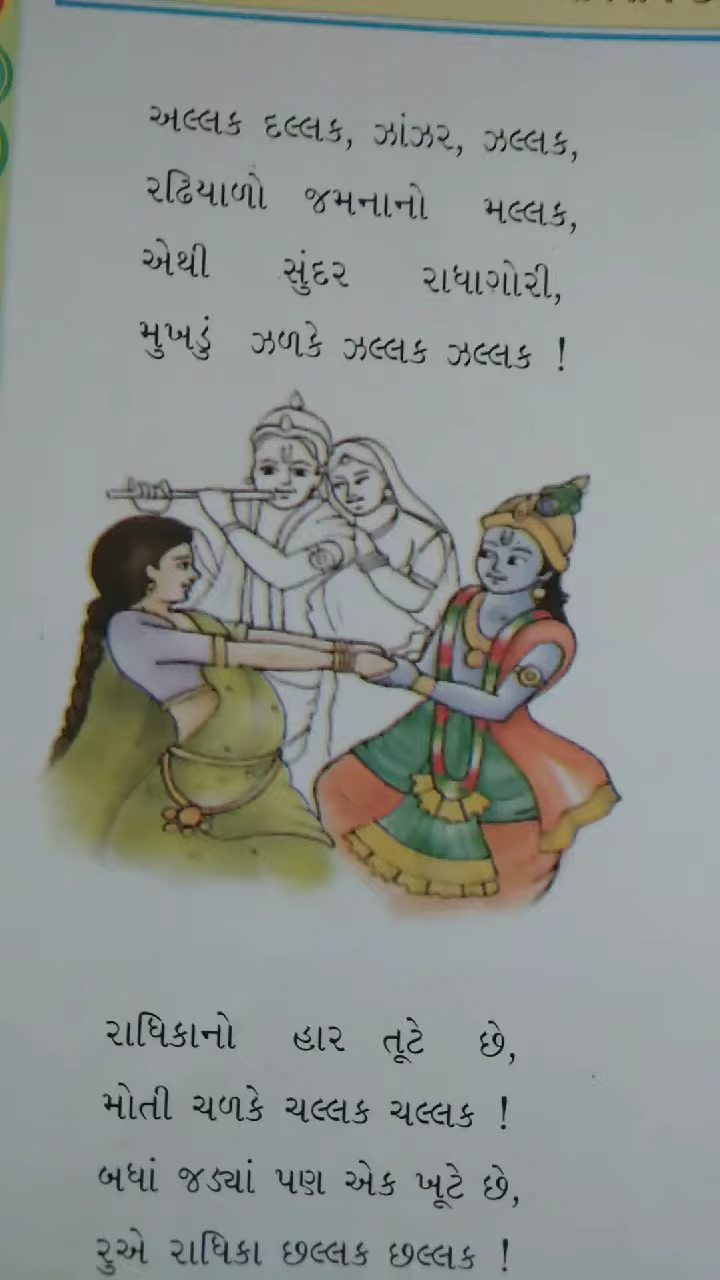 અલ્લક દલ્લક, ઝાંઝર, ઝલ્લક,
રઢિયાળો જમનાનો મલ્લક,
એથી સુંદર રાધાગોરી,
મુખડું ઝળકે ઝલ્લક ઝલ્લક !
રાધિકાનો હાર તૂટે છે,
મોતી ચળકે ચલ્લક ચલ્લક !
બધાં જડ્યાં પણ એક ખૂટે છે,
રુએ રાધિકા છલ્લક છલ્લક !